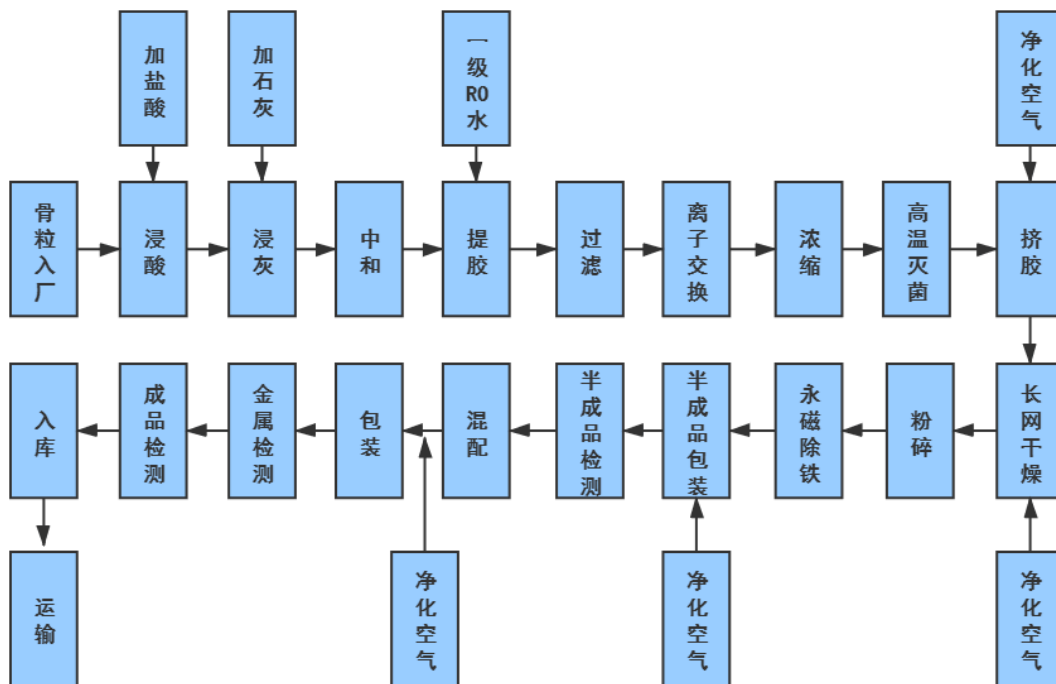 加盐酸
加石灰
一级RO水
净化空气
骨粒入厂
浸酸
浸灰
中和
提胶
过滤
离子交换
浓缩
高温灭菌
挤胶
入库
成品检测
金属检测
包装
混配
半成品检测
半成品包装
永磁除铁
粉碎
长网干燥
运输
净化空气
净化空气
净化空气